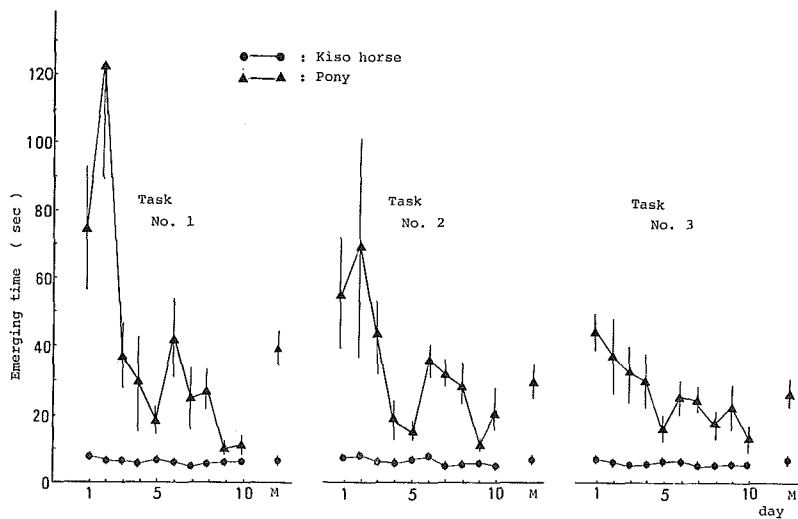 : Kiso horse
: Pony
120
100
80
60
40
20
0
Emerging time ( sec )
Task
No. 1
Task
No. 2
Task
No. 3
1 5 10 M 1 5 10 M 1 5 10 M
day